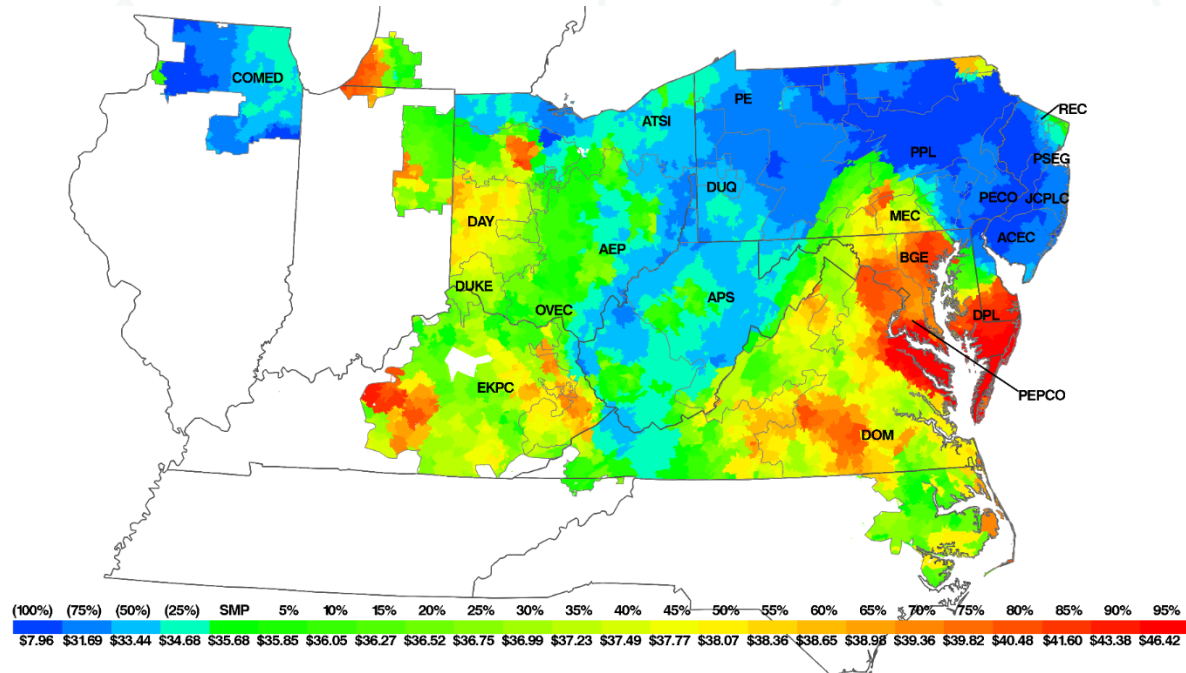 COMED
PE
ATSI
REC
PPL
PSEG
DUQ
PECO
JCPLC
MEC
DAY
ACEC
AEP
BGE
DUKE
APS
OVEC
DPL
EKPC
PEPCO
DOM
(100%) (75%) (50%) (25%) SMP 5% 10% 15% 20% 25% 30% 35% 40% 45% 50% 55% 60% 65% 70% 75% 80% 85% 90% 95%
$7.96 $31.69 $33.44 $34.68 $35.68 $35.85 $36.05 $36.27 $36.52 $36.75 $36.99 $37.23 $37.49 $37.77 $38.07 $38.36 $38.65 $38.98 $39.36 $39.82 $40.48 $41.60 $43.38 $46.42